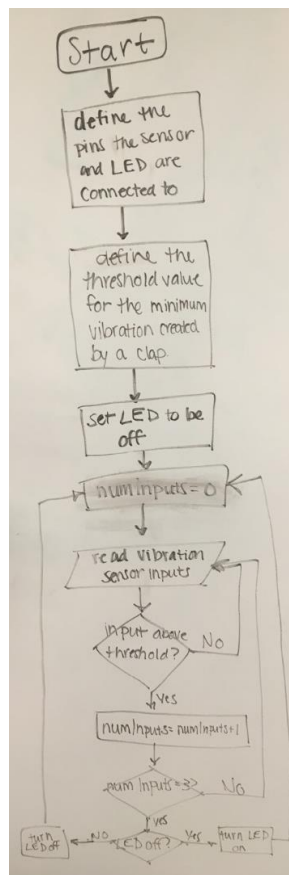 Start
define the
pins the sensor
and LED are
connected to
define the
threshold value
for the minimum
vibration created
by a clap
set LED to be
off
numInputs=0
read vibration
sensor inputs
input above
threshold?
No
Yes
numInputs=numInputs+1
numInputs=3?
No
yes
turn
LED off
NO
LED off?
Yes
turn LED
on